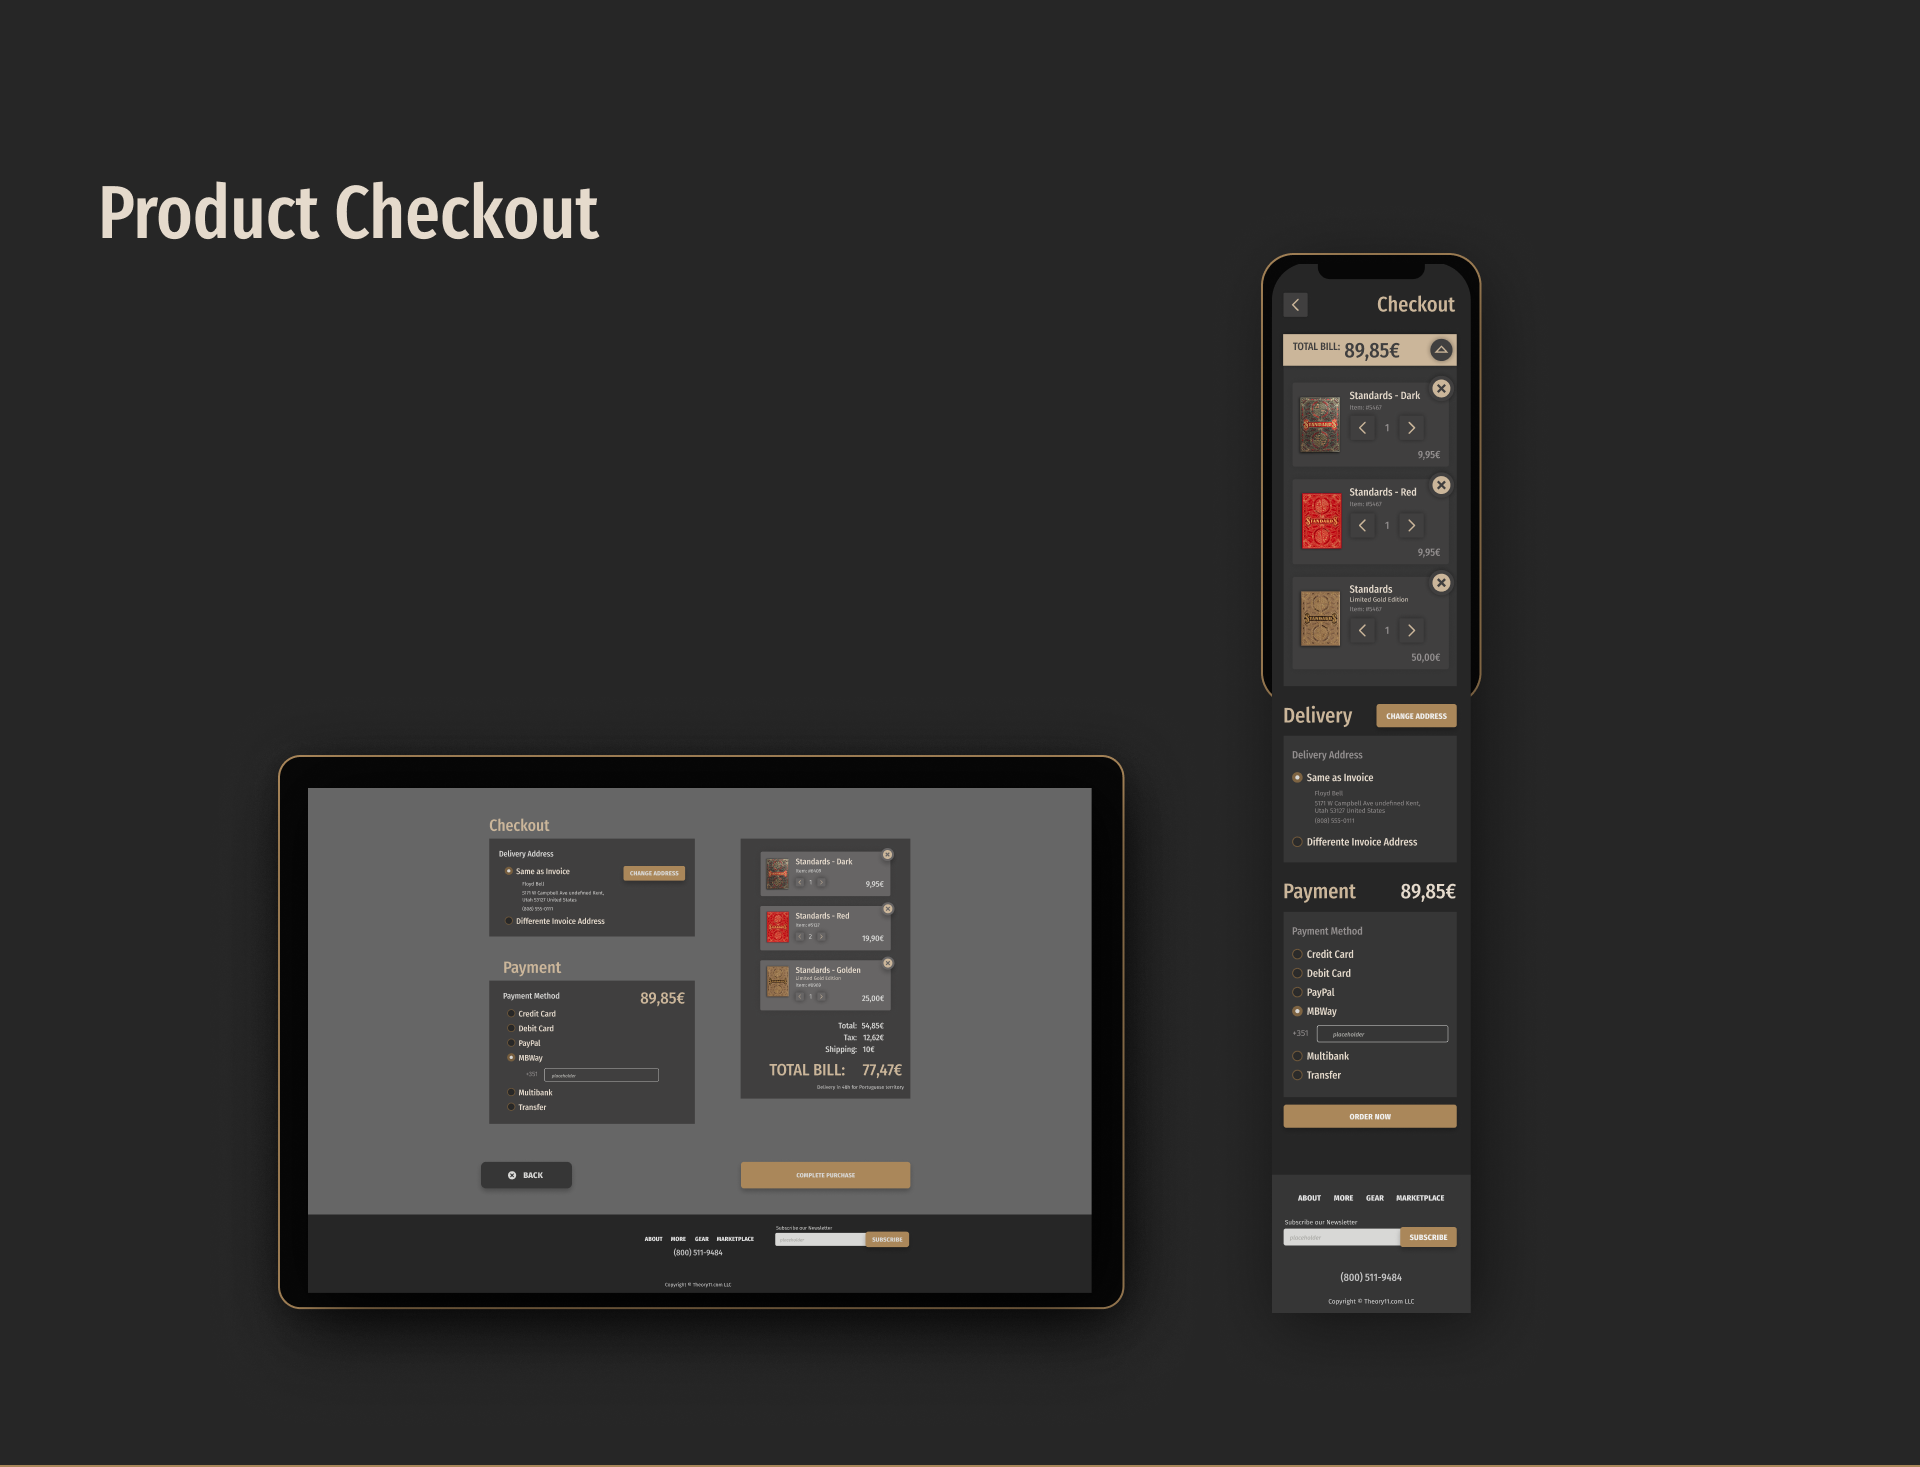 Product Checkout
Checkout
Delivery Address
Same as Invoice
CHANGE ADDRESS
Floyd Bell
5171 W Campbell Ave undefined Kent,
Utah 53127 United States
(808) 555-0111
Differente Invoice Address
Payment
Payment Method
89,85€
Credit Card
Debit Card
PayPal
MBWay
+351
placeholder
Multibank
Transfer
Standards - Dark
1
9,95€
Standards - Red
2
19,90€
Standards - Golden
Limited Gold Edition
1
25,00€
Total: 54,85€
Tax: 12,62€
Shipping: 10€
TOTAL BILL: 77,47€
Delivery in 48h for Portuguese territory
BACK
COMPLETE PURCHASE
ABOUT MORE GEAR MARKETPLACE
(800) 511-9484
Subscribe our Newsletter
placeholder
SUBSCRIBE
Copyright © Theory11.com LLC
Checkout
TOTAL BILL: 89,85€
STANDARDS
Standards - Dark
Item: #5467
1
9,95€
STANDARDS
Standards - Red
Item: #5467
1
9,95€
STANDARDS
Standards
Limited Gold Edition
Item: #5467
1
50,00€
Delivery
CHANGE ADDRESS
Delivery Address
Same as Invoice
Floyd Bell
5171 W Campbell Ave undefined Kent,
Utah 53127 United States
(808) 555-0111
Differente Invoice Address
Payment 89,85€
Payment Method
Credit Card
Debit Card
PayPal
MBWay
+351
placeholder
Multibank
Transfer
ORDER NOW
ABOUT MORE GEAR MARKETPLACE
Subscribe our Newsletter
placeholder
SUBSCRIBE
(800) 511-9484
Copyright © Theory11.com LLC